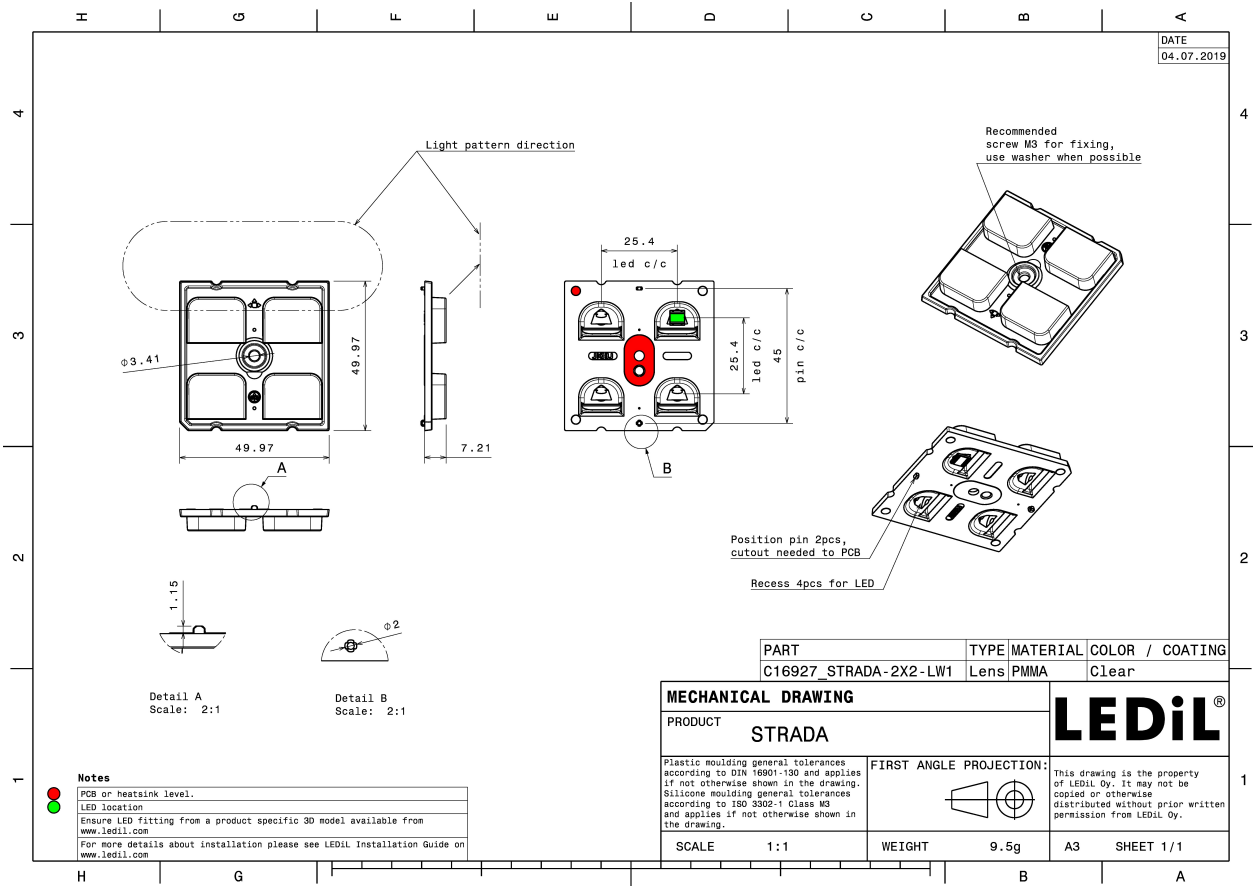 H G F E D C B A
DATE
04.07.2019
4 4
Recommended
screw M3 for fixing,
use washer when possible
Light pattern direction
25.4
led c/c
3 3
Φ3.41
49.97
25.4
led c/c
45
pin c/c
49.97
7.21
A
B
Position pin 2pcs,
cutout needed to PCB
Recess 4pcs for LED
2 2
1.15
Φ2
Detail A
Scale: 2:1
Detail B
Scale: 2:1
PART TYPE MATERIAL COLOR / COATING
C16927_STRADA-2X2-LW1 Lens PMMA Clear
MECHANICAL DRAWING
PRODUCT
STRADA
LEDiL®
Plastic moulding general tolerances
according to DIN 16901-130 and applies
if not otherwise shown in the drawing.
Silicone moulding general tolerances
according to ISO 3302-1 Class M3
and applies if not otherwise shown in
the drawing.
FIRST ANGLE PROJECTION:
This drawing is the property
of LEDiL Oy. It may not be
copied or otherwise
distributed without prior written
permission from LEDiL Oy.
1 1
Notes
PCB or heatsink level.
LED location
Ensure LED fitting from a product specific 3D model available from
www.ledil.com
For more details about installation please see LEDiL Installation Guide on
www.ledil.com
SCALE 1:1 WEIGHT 9.5g A3 SHEET 1/1
H G B A